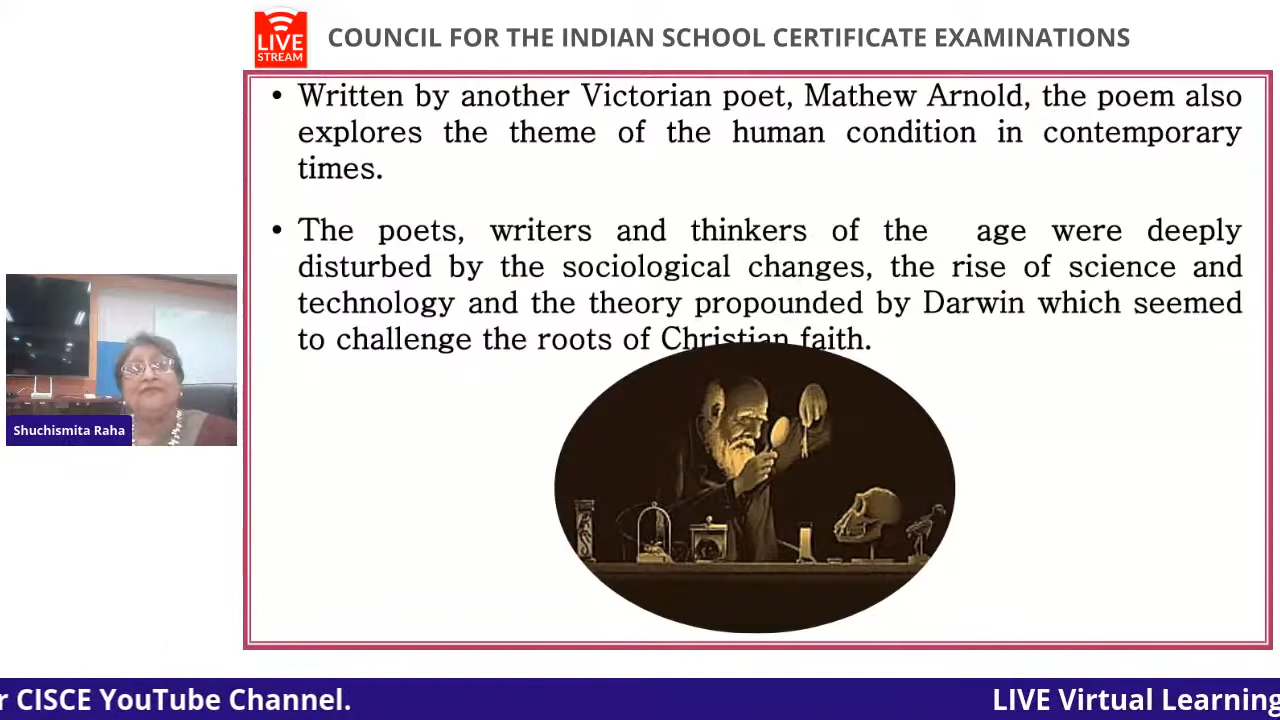 LIVE
STREAM
COUNCIL FOR THE INDIAN SCHOOL CERTIFICATE EXAMINATIONS
• Written by another Victorian poet, Mathew Arnold, the poem also
explores the theme of the human condition in contemporary
times.
• The poets, writers and thinkers of the age were deeply
disturbed by the sociological changes, the rise of science and
technology and the theory propounded by Darwin which seemed
to challenge the roots of Christian faith.
Shuchismita Raha
r CISCE YouTube Channel.
LIVE Virtual Learning